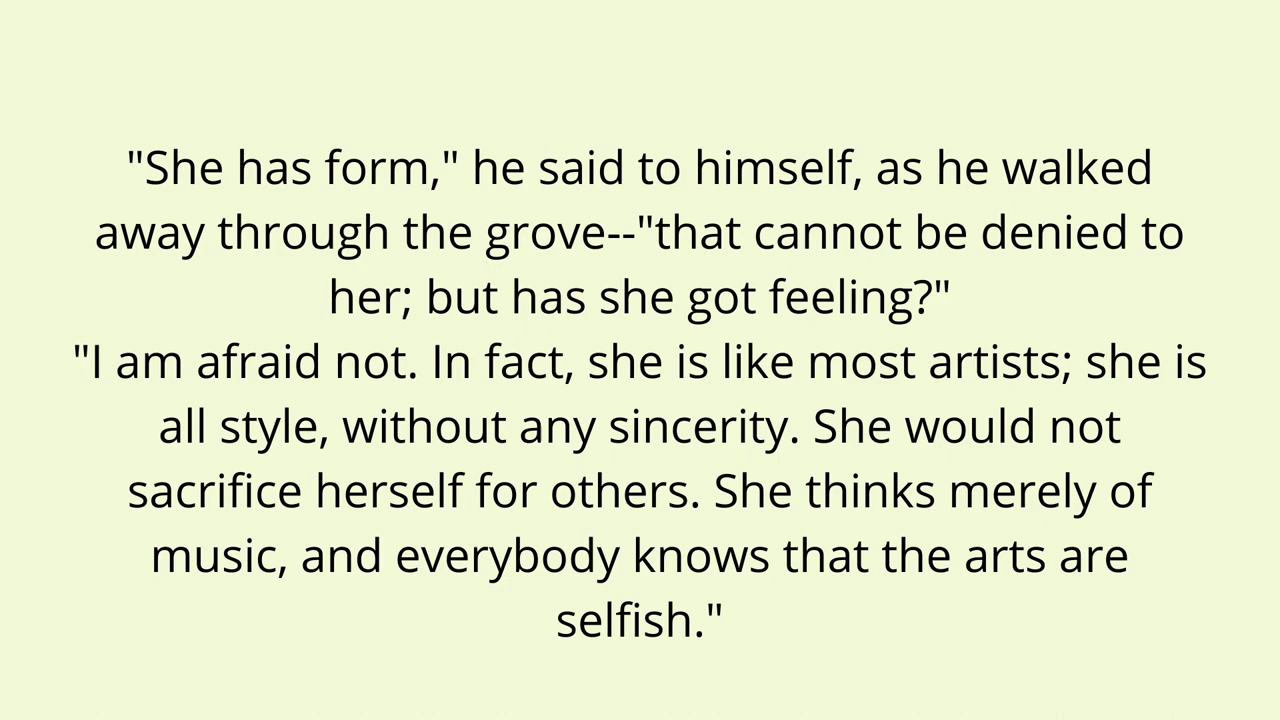 "She has form," he said to himself, as he walked
away through the grove--"that cannot be denied to
her; but has she got feeling?"
"I am afraid not. In fact, she is like most artists; she is
all style, without any sincerity. She would not
sacrifice herself for others. She thinks merely of
music, and everybody knows that the arts are
selfish."